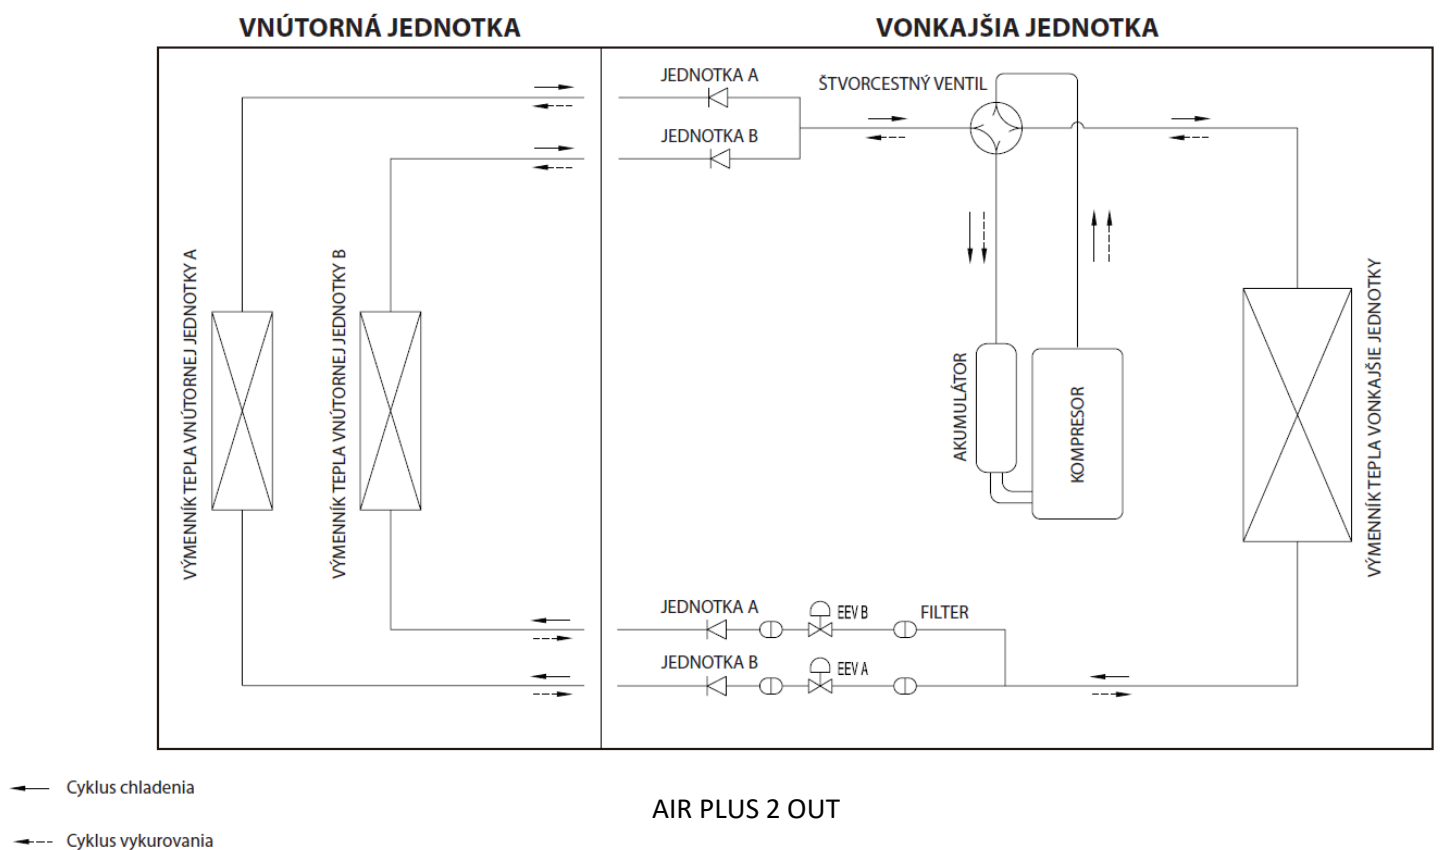 VNÚTORNÁ JEDNOTKA
VONKAJŠIA JEDNOTKA
JEDNOTKA A
ŠTVORCESTNÝ VENTIL
JEDNOTKA B
VÝMENNÍK TEPLA VNÚTORNEJ JEDNOTKY A
VÝMENNÍK TEPLA VNÚTORNEJ JEDNOTKY B
AKUMULÁTOR
KOMPRESOR
VÝMENNÍK TEPLA VONKAJŠIE JEDNOTKY
JEDNOTKA A
EEV B
FILTER
JEDNOTKA B
EEV A
Cyklus chladenia
AIR PLUS 2 OUT
Cyklus vykurovania